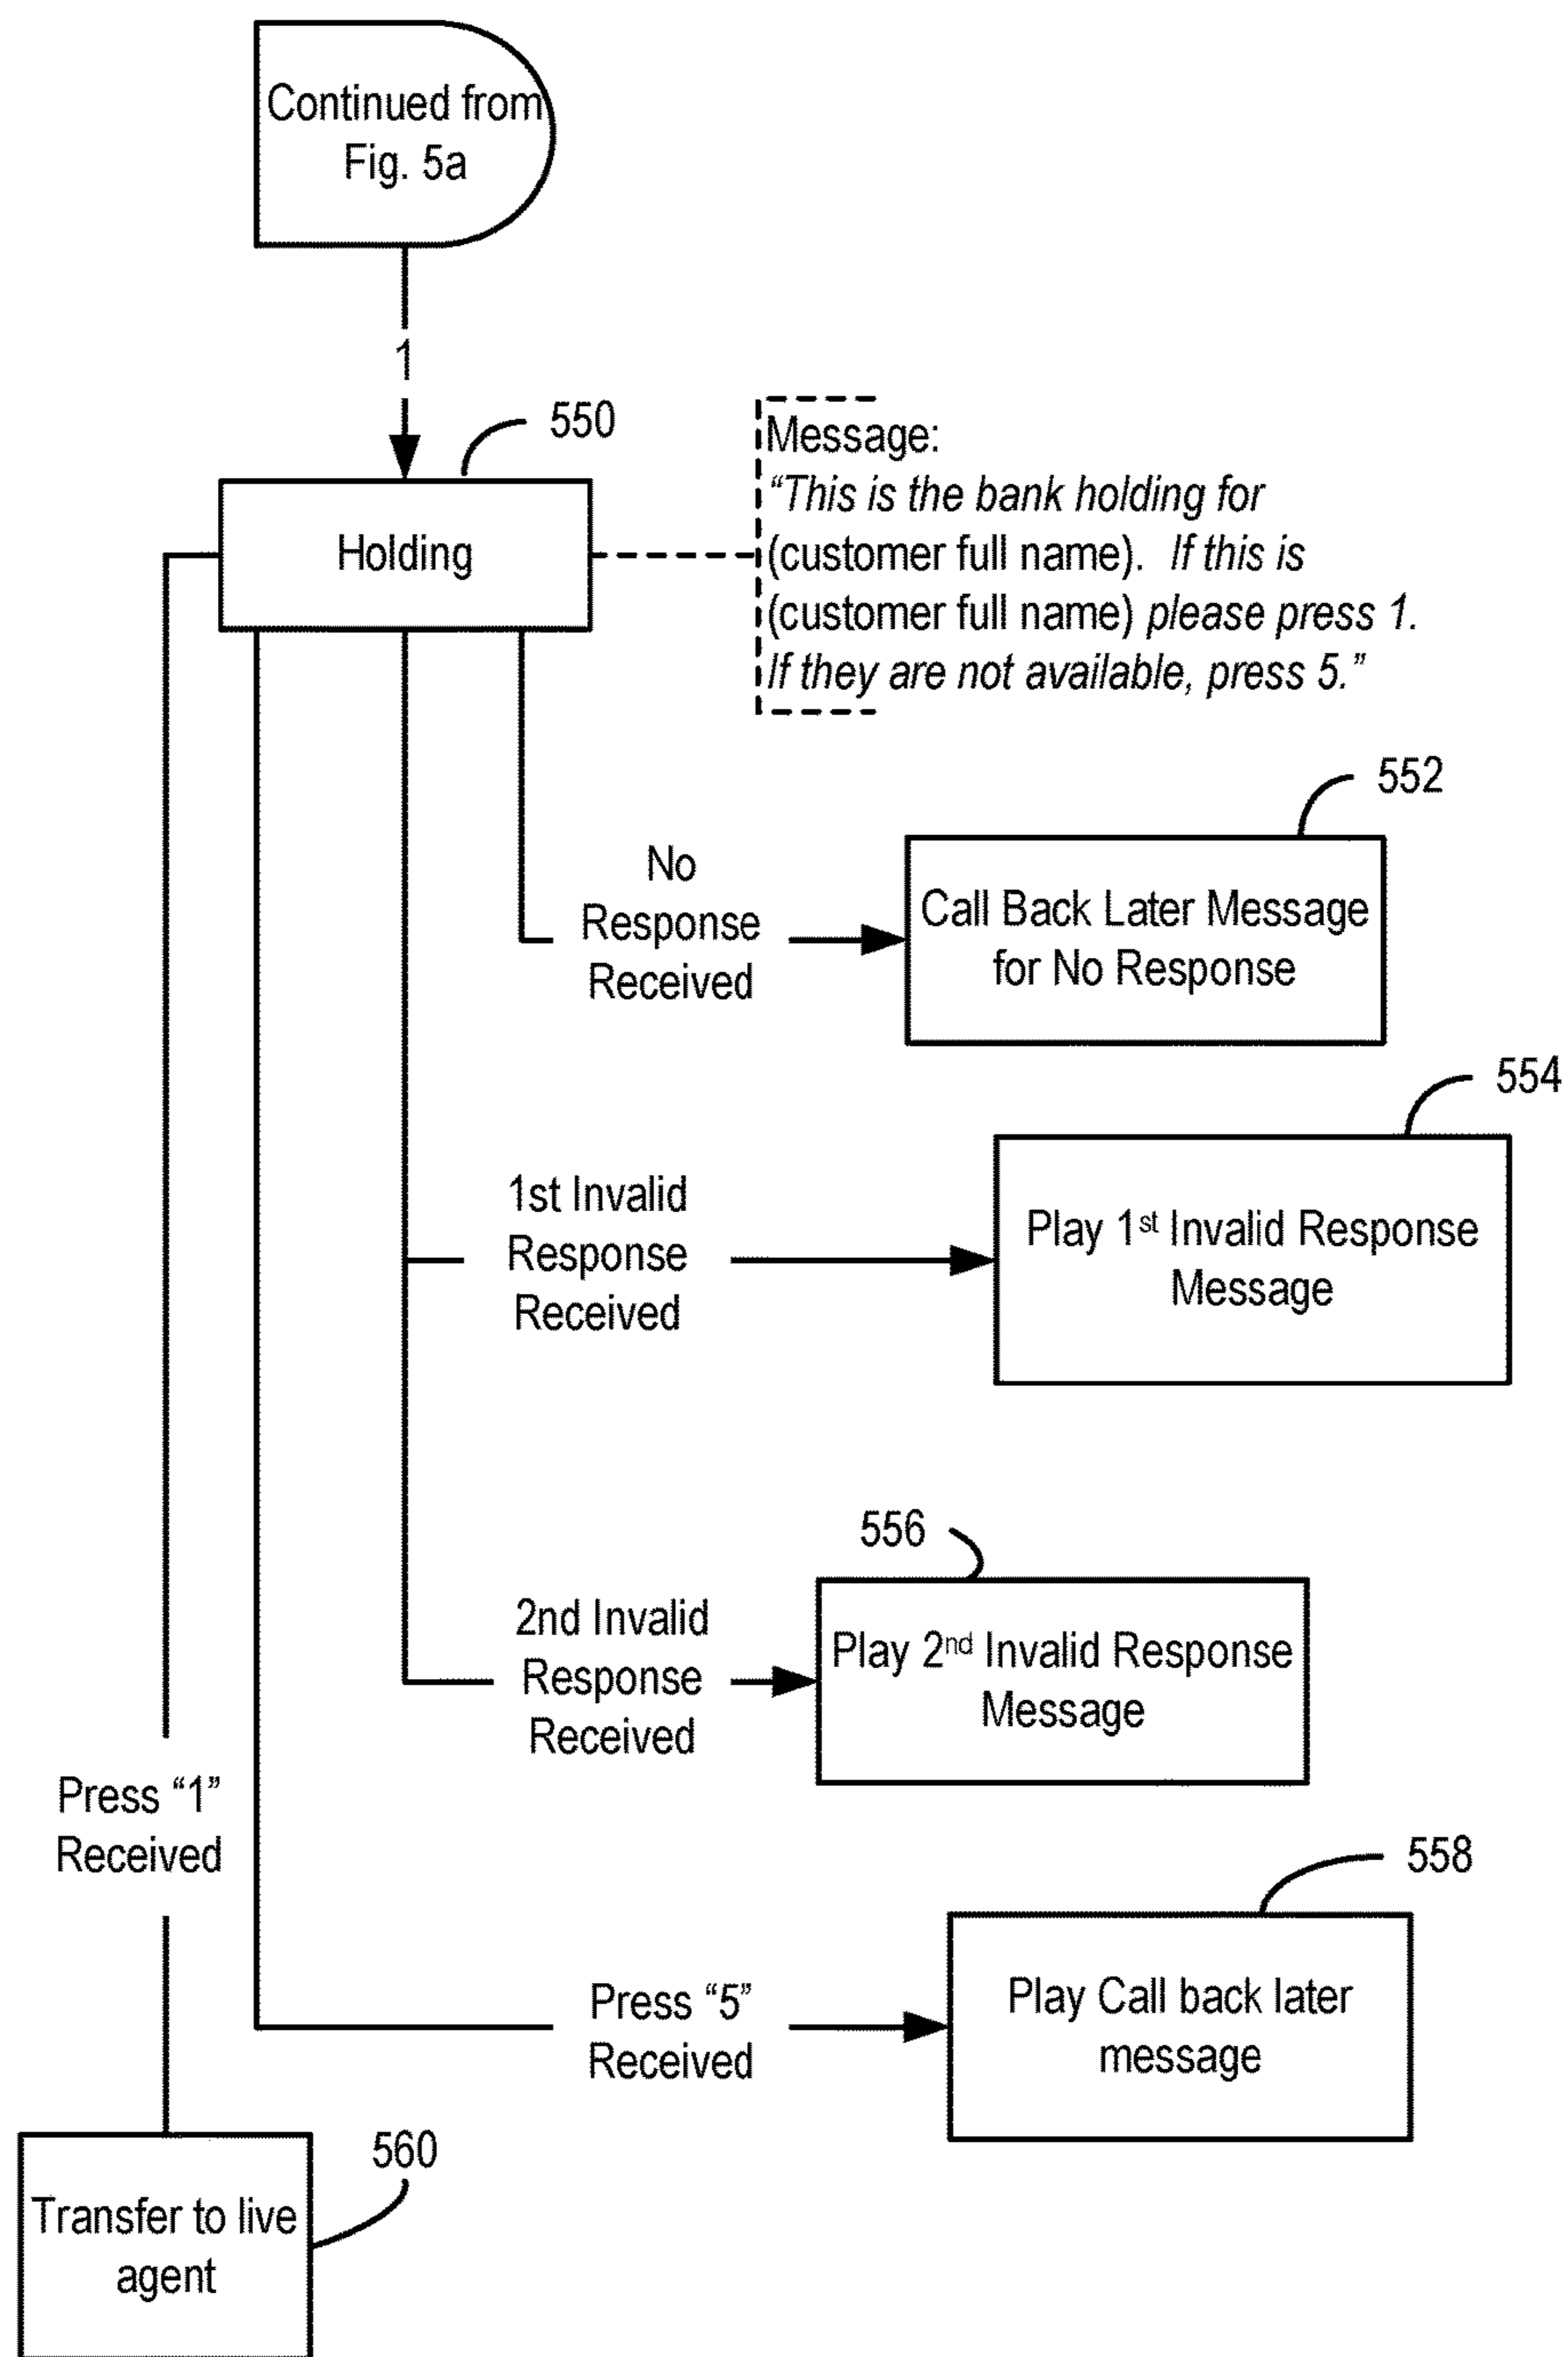 Continued from
Fig. 5a
1
550
Holding
Message:
“This is the bank holding for
(customer full name). If this is
(customer full name) please press 1.
If they are not available, press 5.”
552
No
Response
Received
Call Back Later Message
for No Response
554
1st Invalid
Response
Received
Play 1st Invalid Response
Message
556
2nd Invalid
Response
Received
Play 2nd Invalid Response
Message
Press “1”
Received
558
Press “5”
Received
Play Call back later
message
560
Transfer to live
agent